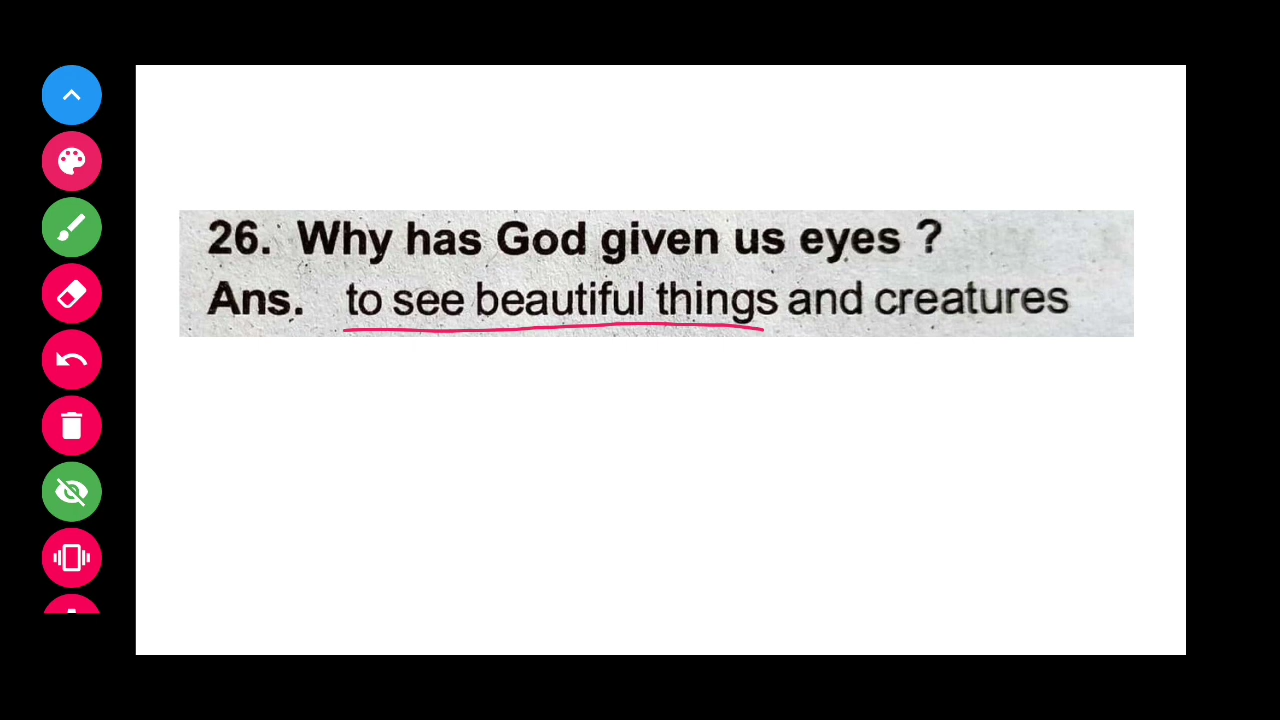 26. Why has God given us eyes ?
Ans. to see beautiful things and creatures